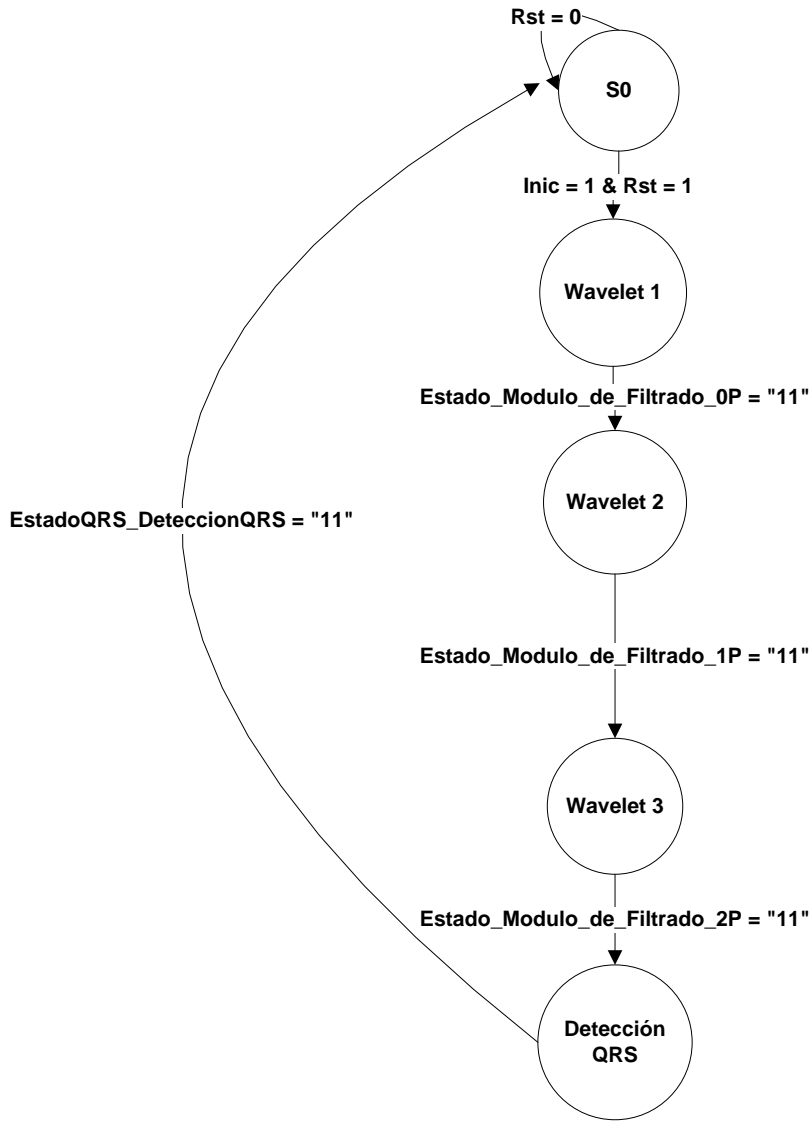 Rst = 0
S0
Inic = 1 & Rst = 1
Wavelet 1
Estado_Modulo_de_Filtrado_0P = "11"
Wavelet 2
EstadoQRS_DeteccionQRS = "11"
Estado_Modulo_de_Filtrado_1P = "11"
Wavelet 3
Estado_Modulo_de_Filtrado_2P = "11"
Detección
QRS